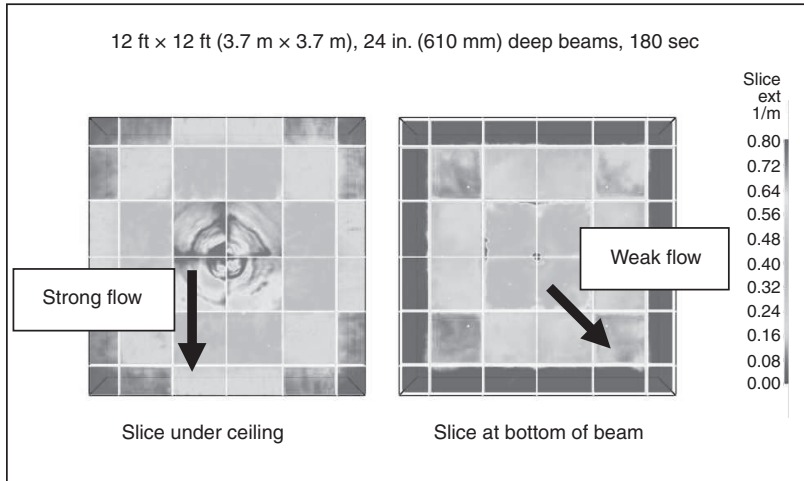 12 ft × 12 ft (3.7 m × 3.7 m), 24 in. (610 mm) deep beams, 180 sec
Slice
ext
1/m
0.80
0.72
0.64
0.56
0.48
0.40
0.32
0.24
0.16
0.08
0.00
Strong flow
Weak flow
Slice under ceiling
Slice at bottom of beam